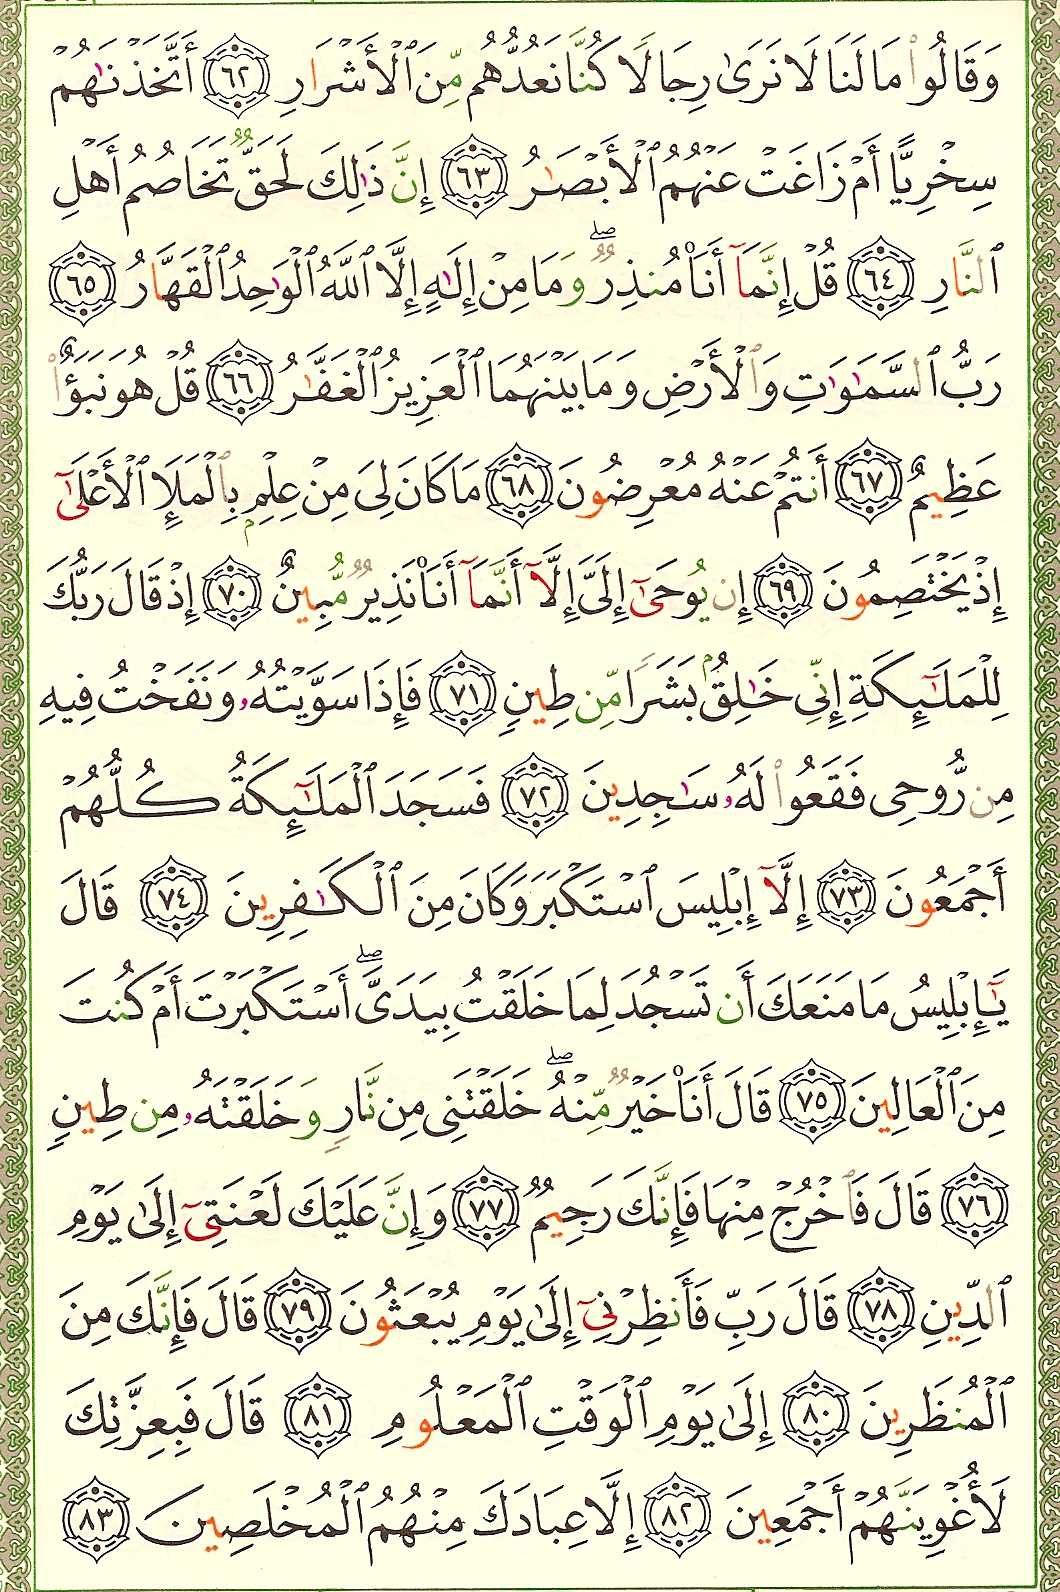 وَقَالُوا۟ مَا لَنَا لَا نَرَىٰ رِجَالًا كُنَّا نَعُدُّهُم مِّنَ ٱلْأَشْرَارِ ٦٢ أَتَّخَذْنَـٰهُمْ
سِخْرِيًّا أَمْ زَاغَتْ عَنْهُمُ ٱلْأَبْصَـٰرُ ٦٣ إِنَّ ذَٰلِكَ لَحَقٌّ تَخَاصُمُ أَهْلِ
ٱلنَّارِ ٦٤ قُلْ إِنَّمَآ أَنَا۠ مُنذِرٌ ۖ وَمَا مِنْ إِلَـٰهٍ إِلَّا ٱللَّهُ ٱلْوَٰحِدُ ٱلْقَهَّارُ ٦٥
رَبُّ ٱلسَّمَـٰوَٰتِ وَٱلْأَرْضِ وَمَا بَيْنَهُمَا ٱلْعَزِيزُ ٱلْغَفَّـٰرُ ٦٦ قُلْ هُوَ نَبَؤٌا۟
عَظِيمٌ ٦٧ أَنتُمْ عَنْهُ مُعْرِضُونَ ٦٨ مَا كَانَ لِىَ مِنْ عِلْمٍۭ بِٱلْمَلَإِ ٱلْأَعْلَىٰٓ
إِذْ يَخْتَصِمُونَ ٦٩ إِن يُوحَىٰٓ إِلَىَّ إِلَّآ أَنَّمَآ أَنَا۠ نَذِيرٌ مُّبِينٌ ٧٠ إِذْ قَالَ رَبُّكَ
لِلْمَلَـٰٓئِكَةِ إِنِّى خَـٰلِقٌۢ بَشَرًا مِّن طِينٍ ٧١ فَإِذَا سَوَّيْتُهُۥ وَنَفَخْتُ فِيهِ
مِن رُّوحِى فَقَعُوا۟ لَهُۥ سَـٰجِدِينَ ٧٢ فَسَجَدَ ٱلْمَلَـٰٓئِكَةُ كُلُّهُمْ
أَجْمَعُونَ ٧٣ إِلَّآ إِبْلِيسَ ٱسْتَكْبَرَ وَكَانَ مِنَ ٱلْكَـٰفِرِينَ ٧٤ قَالَ
يَـٰٓإِبْلِيسُ مَا مَنَعَكَ أَن تَسْجُدَ لِمَا خَلَقْتُ بِيَدَىَّ ۖ أَسْتَكْبَرْتَ أَمْ كُنتَ
مِنَ ٱلْعَالِينَ ٧٥ قَالَ أَنَا۠ خَيْرٌ مِّنْهُ ۖ خَلَقْتَنِى مِن نَّارٍ وَخَلَقْتَهُۥ مِن طِينٍ
٧٦ قَالَ فَٱخْرُجْ مِنْهَا فَإِنَّكَ رَجِيمٌ ٧٧ وَإِنَّ عَلَيْكَ لَعْنَتِىٓ إِلَىٰ يَوْمِ
ٱلدِّينِ ٧٨ قَالَ رَبِّ فَأَنظِرْنِىٓ إِلَىٰ يَوْمِ يُبْعَثُونَ ٧٩ قَالَ فَإِنَّكَ مِنَ
ٱلْمُنظَرِينَ ٨٠ إِلَىٰ يَوْمِ ٱلْوَقْتِ ٱلْمَعْلُومِ ٨١ قَالَ فَبِعِزَّتِكَ
لَأُغْوِيَنَّهُمْ أَجْمَعِينَ ٨٢ إِلَّا عِبَادَكَ مِنْهُمُ ٱلْمُخْلَصِينَ ٨٣